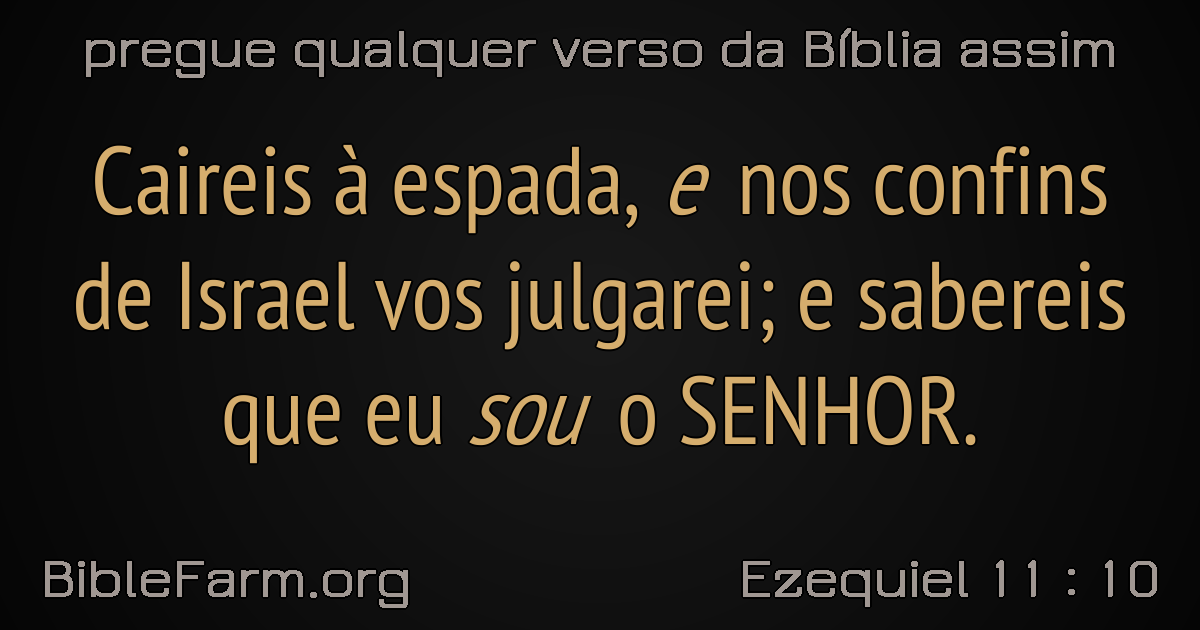 pregue qualquer verso da Bíblia assim
Caireis à espada, e nos confins
de Israel vos julgarei; e sabereis
que eu sou o SENHOR.
BibleFarm.org
Ezequiel 11 : 10